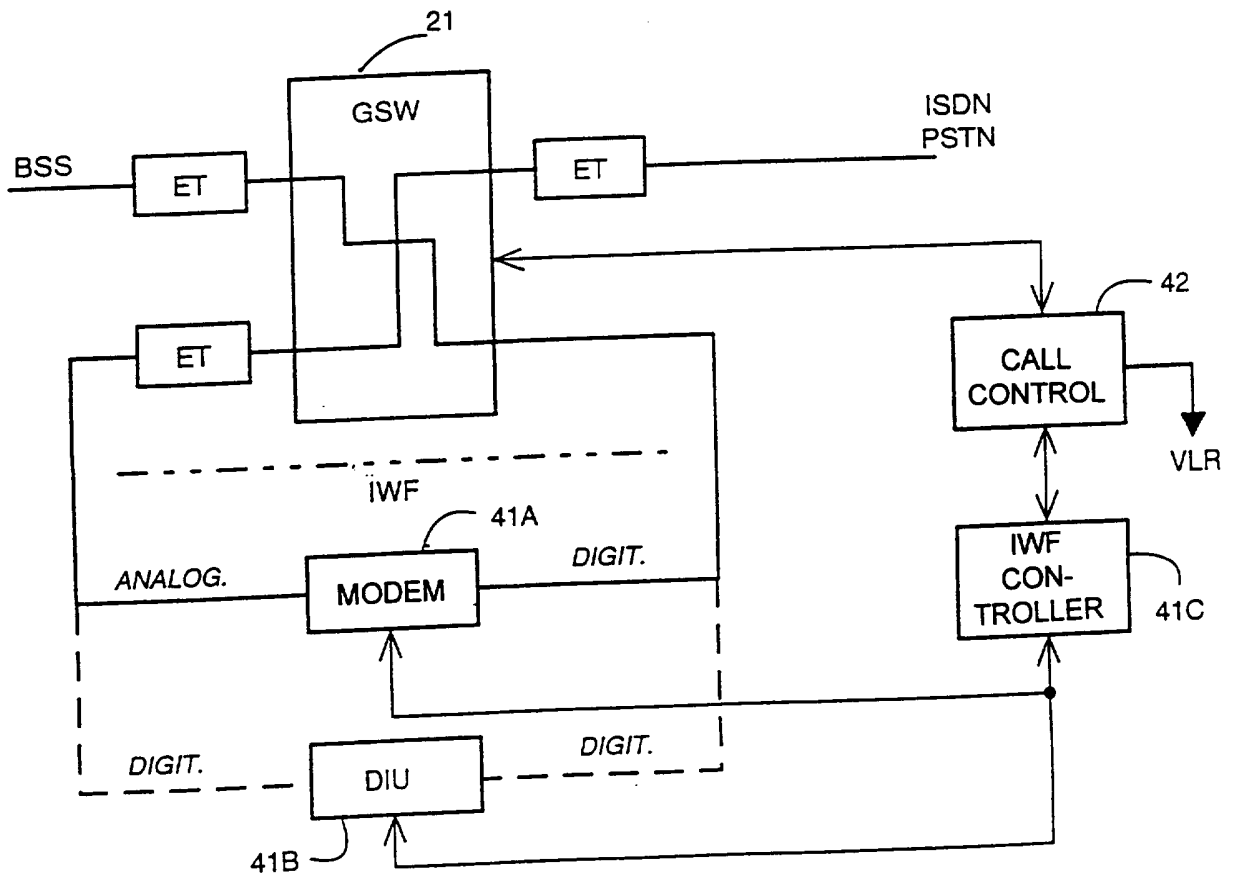 21
GSW
ISDN
PSTN
BSS
ET
ET
42
ET
CALL
CONTROL
VLR
IWF
41A
IWF
CON-
TROLLER
41C
ANALOG.
MODEM
DIGIT.
DIGIT.
DIU
DIGIT.
41B